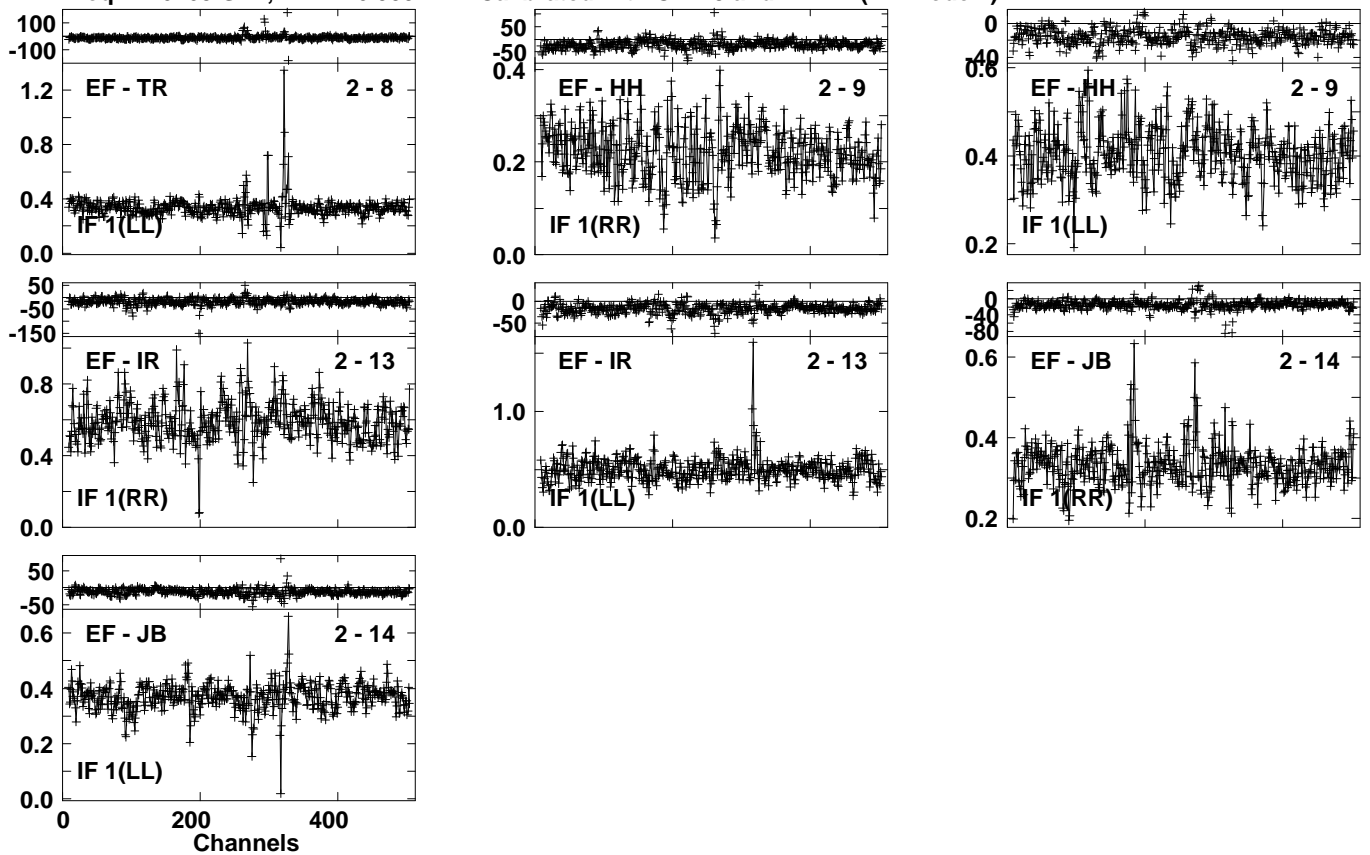 100
-100
EF - TR 2 - 8
1.2
0.8
0.4
IF 1(LL)
0.0
50
-50
0.4
EF - HH 2 - 9
0.2
IF 1(RR)
0.0
0
-40
0.6
EF - HH 2 - 9
0.4
IF 1(LL)
0.2
50
-50
-150
EF - IR 2 - 13
0.8
0.4
IF 1(RR)
0.0
0
-50
EF - IR 2 - 13
1.0
IF 1(LL)
0.0
0
-40
-80
0.6
EF - JB 2 - 14
0.4
IF 1(RR)
0.2
50
-50
0.6
EF - JB 2 - 14
0.4
0.2
IF 1(LL)
0.0
0 200 400
Channels